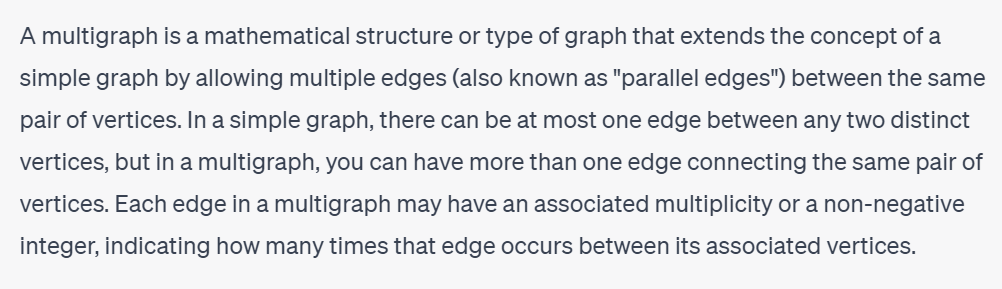 A multigraph is a mathematical structure or type of graph that extends the concept of a
simple graph by allowing multiple edges (also known as "parallel edges") between the same
pair of vertices. In a simple graph, there can be at most one edge between any two distinct
vertices, but in a multigraph, you can have more than one edge connecting the same pair of
vertices. Each edge in a multigraph may have an associated multiplicity or a non-negative
integer, indicating how many times that edge occurs between its associated vertices.